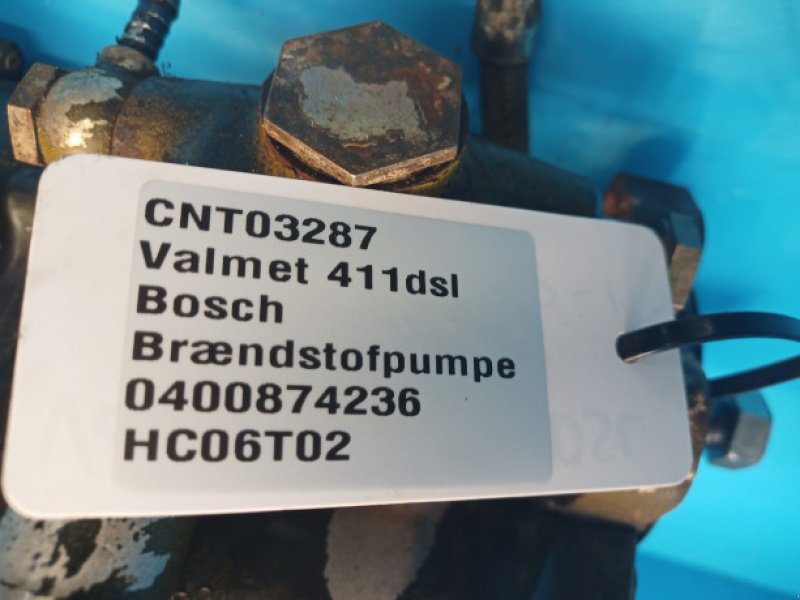 CNT03287
Valmet 411dsl
Bosch
Brændstofpumpe
0400874236
HC06T02